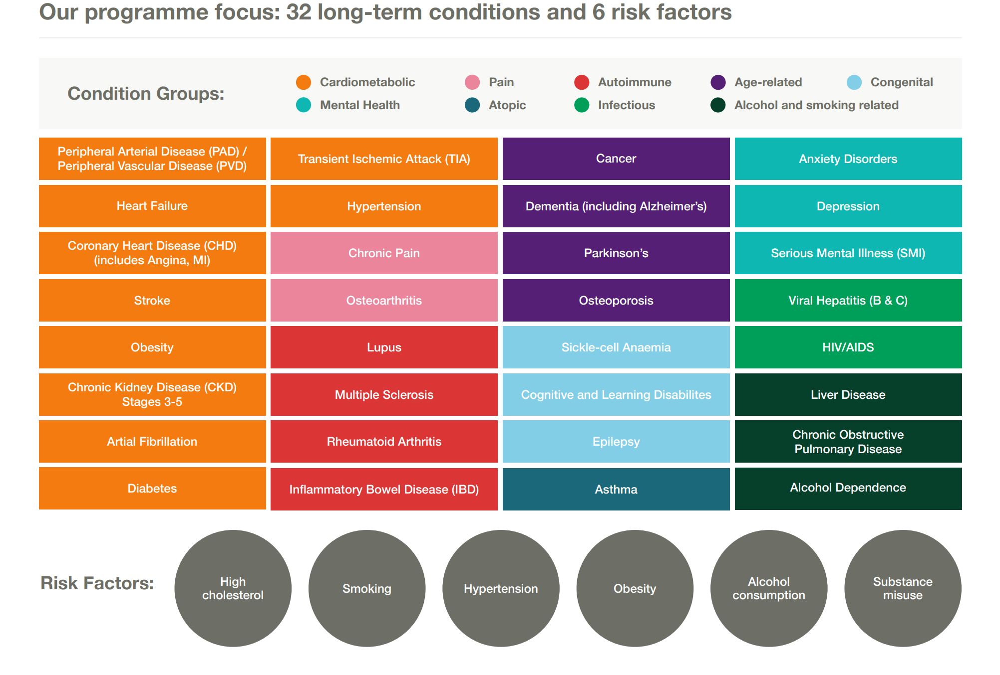 Our programme focus: 32 long-term conditions and 6 risk factors
Condition Groups:
Cardiometabolic
Pain
Autoimmune
Age-related
Congenital
Mental Health
Atopic
Infectious
Alcohol and smoking related
Peripheral Arterial Disease (PAD) /
Peripheral Vascular Disease (PVD)
Transient Ischemic Attack (TIA)
Cancer
Anxiety Disorders
Heart Failure
Hypertension
Dementia (including Alzheimer’s)
Depression
Coronary Heart Disease (CHD)
(includes Angina, MI)
Chronic Pain
Parkinson’s
Serious Mental Illness (SMI)
Stroke
Osteoarthritis
Osteoporosis
Viral Hepatitis (B & C)
Obesity
Lupus
Sickle-cell Anaemia
HIV/AIDS
Chronic Kidney Disease (CKD)
Stages 3-5
Multiple Sclerosis
Cognitive and Learning Disabilites
Liver Disease
Artial Fibrillation
Rheumatoid Arthritis
Epilepsy
Chronic Obstructive
Pulmonary Disease
Diabetes
Inflammatory Bowel Disease (IBD)
Asthma
Alcohol Dependence
Risk Factors:
High
cholesterol
Smoking
Hypertension
Obesity
Alcohol
consumption
Substance
misuse